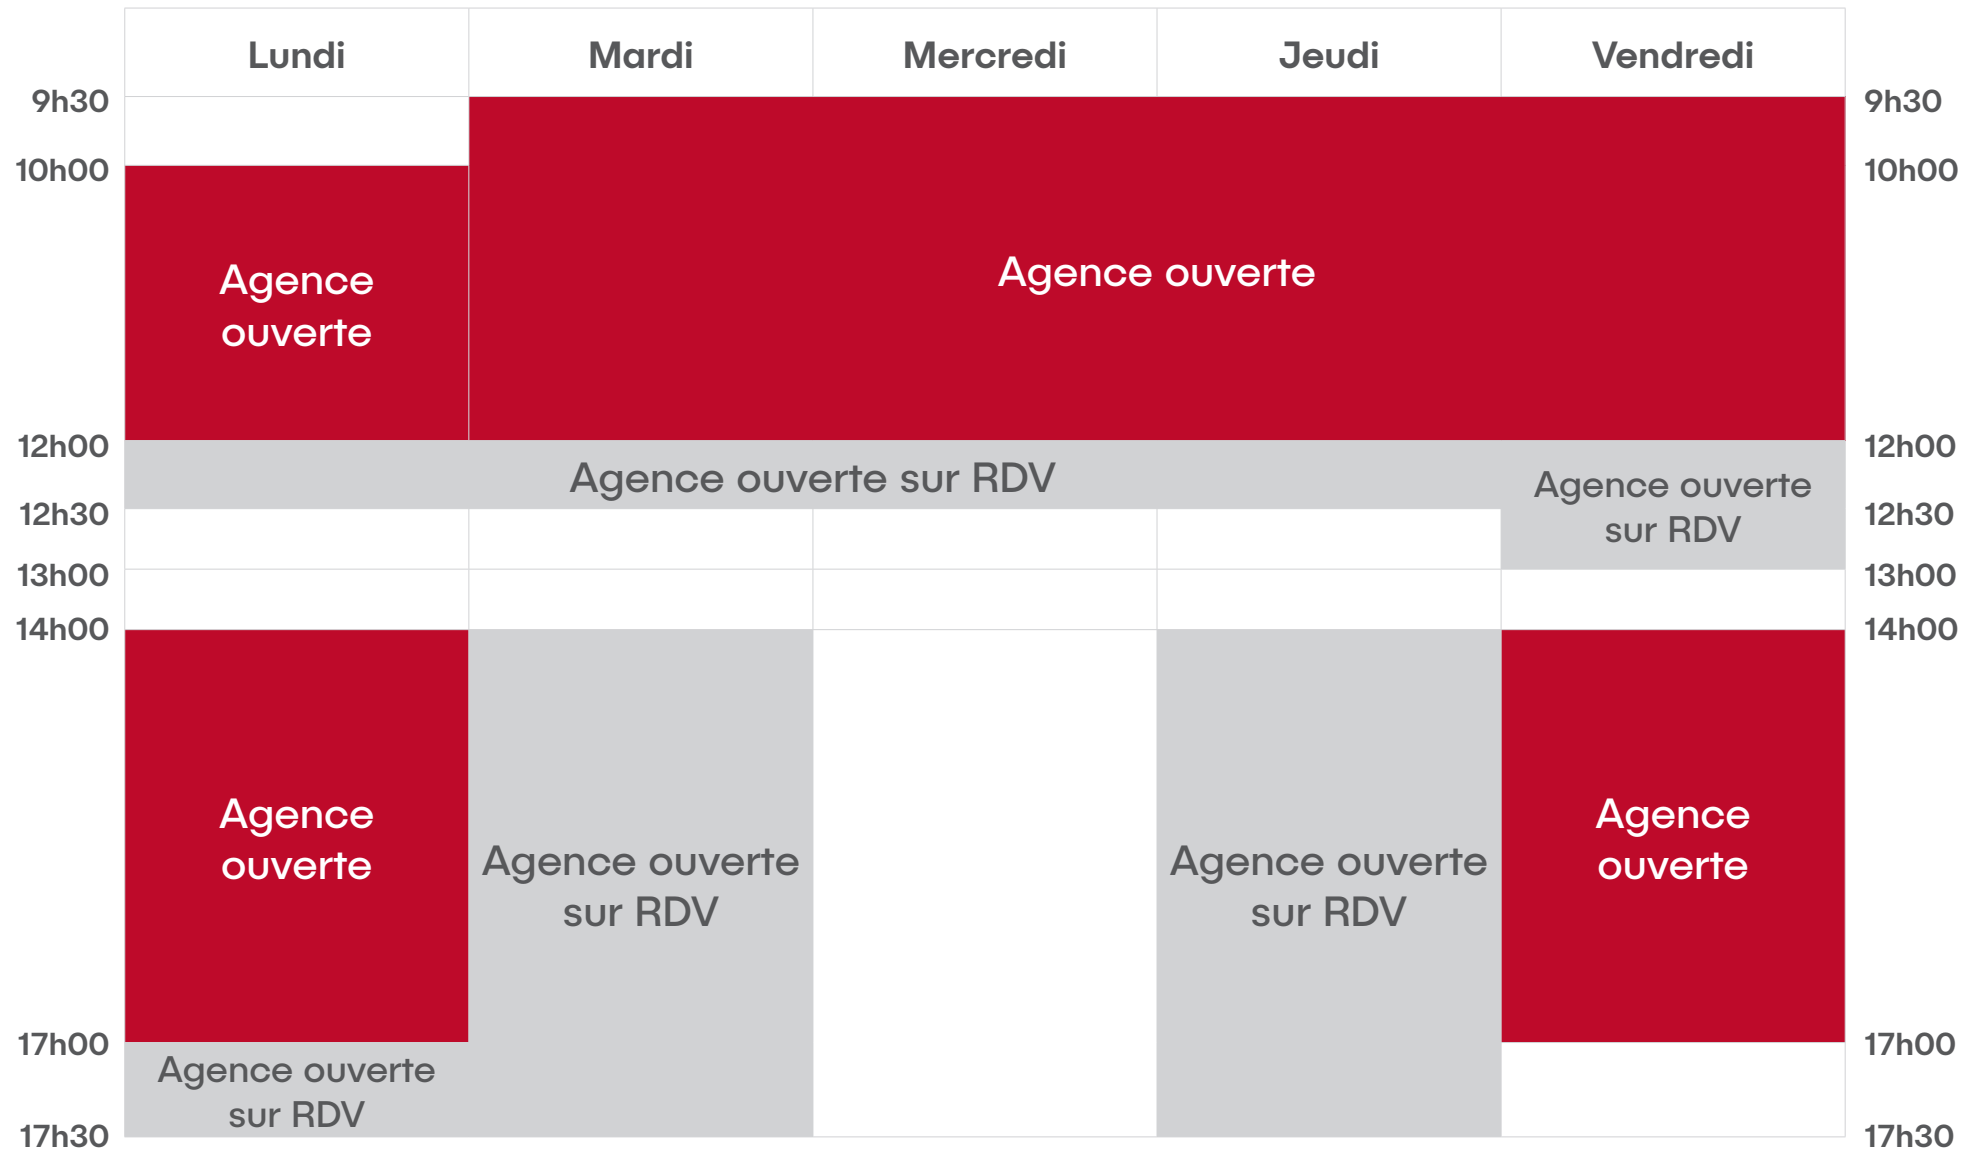 Lundi
Mardi
Mercredi
Jeudi
Vendredi
9h30
9h30
10h00
10h00
Agence
ouverte
Agence ouverte
12h00
12h00
Agence ouverte sur RDV
Agence ouverte
sur RDV
12h30
12h30
13h00
13h00
14h00
14h00
Agence
ouverte
Agence ouverte
sur RDV
Agence ouverte
sur RDV
Agence
ouverte
17h00
17h00
Agence ouverte
sur RDV
17h30
17h30